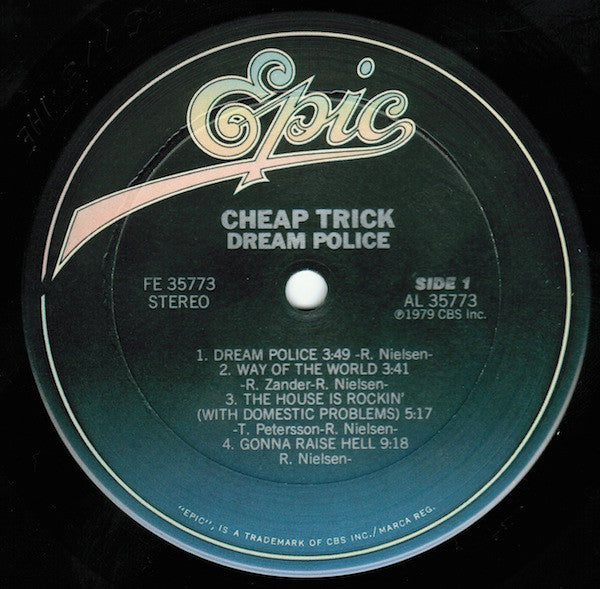 Epic
CHEAP TRICK
DREAM POLICE
FE 35773
STEREO
SIDE 1
AL 35773
℗1979 CBS Inc.
1. DREAM POLICE 3:49 -R. Nielsen-
2. WAY OF THE WORLD 3:41
-R. Zander-R. Nielsen-
3. THE HOUSE IS ROCKIN'
(WITH DOMESTIC PROBLEMS) 5:17
-T. Petersson-R. Nielsen-
4. GONNA RAISE HELL 9:18
R. Nielsen-
"EPIC", IS A TRADEMARK OF CBS INC./MARCA REG.